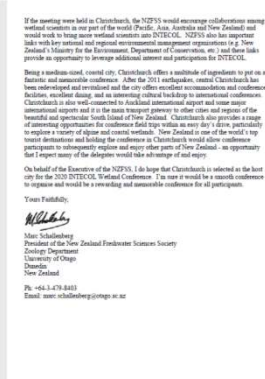 If the meeting were held in Christchurch, the NZFSS would encourage collaborations among
wetland scientists in our part of the world (Pacific, Asia, Australia and New Zealand) and
would work to bring more wetland scientists into INTECOL. NZFSS also has important
links with key national and regional environmental management organisations (e.g. New
Zealand's Ministry for the Environment, Department of Conservation, etc.) and these links
provide an opportunity to leverage additional interest and participation for INTECOL.
Being a medium-sized, coastal city, Christchurch offers a multitude of ingredients to put on a
fantastic and memorable conference. After the 2011 earthquakes, central Christchurch has
been redeveloped and revitalised and the city offers excellent accommodation and conference
facilities, excellent dining, and an interesting cultural backdrop to international conferences.
Christchurch is also well-connected to Auckland international airport and some major
international airports and it is the main transport gateway to other cities and regions of the
beautiful and spectacular South Island of New Zealand. Christchurch also provides a range
of interesting opportunities for conference field trips within an easy day's drive, particularly
to explore a variety of alpine and coastal wetlands. New Zealand is one of the world's top
tourist destinations and holding the conference in Christchurch would allow conference
participants to subsequently explore and enjoy other parts of New Zealand - an opportunity
that I expect many of the delegates would take advantage of and enjoy.
On behalf of the Executive of the NZFSS, I do hope that Christchurch is selected as the host
city for the 2020 INTECOL Wetland Conference. I'm sure it would be a smooth conference
to organise and would be a rewarding and memorable conference for all participants.
Yours Faithfully,
Marc Schallenberg
President of the New Zealand Freshwater Sciences Society
Zoology Department
University of Otago
Dunedin
New Zealand
Ph: +64-3-479-8403
Email: marc.schallenberg@otago.ac.nz